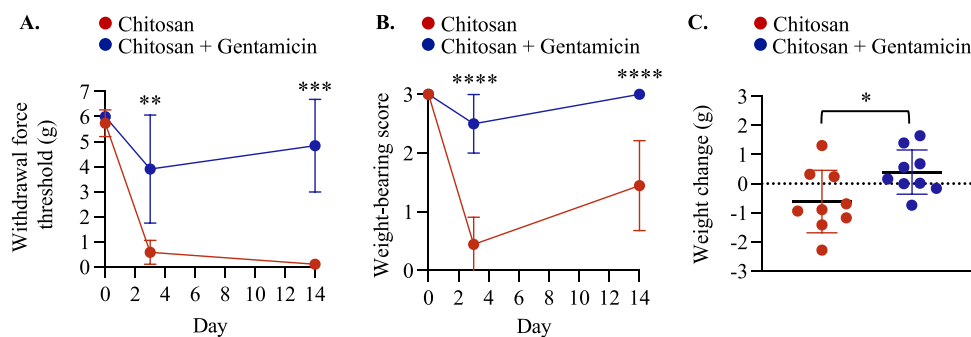 A.
Chitosan
Chitosan + Gentamicin
Withdrawal force
threshold (g)
7
6
5
4
3
2
1
0
**
***
0 2 4 6 8 10 12 14
Day
B.
Chitosan
Chitosan + Gentamicin
Weight-bearing score
3
2
1
0
****
****
0 2 4 6 8 10 12 14
Day
C.
Chitosan
Chitosan + Gentamicin
Weight change (g)
3
2
1
0
-1
-2
-3
*